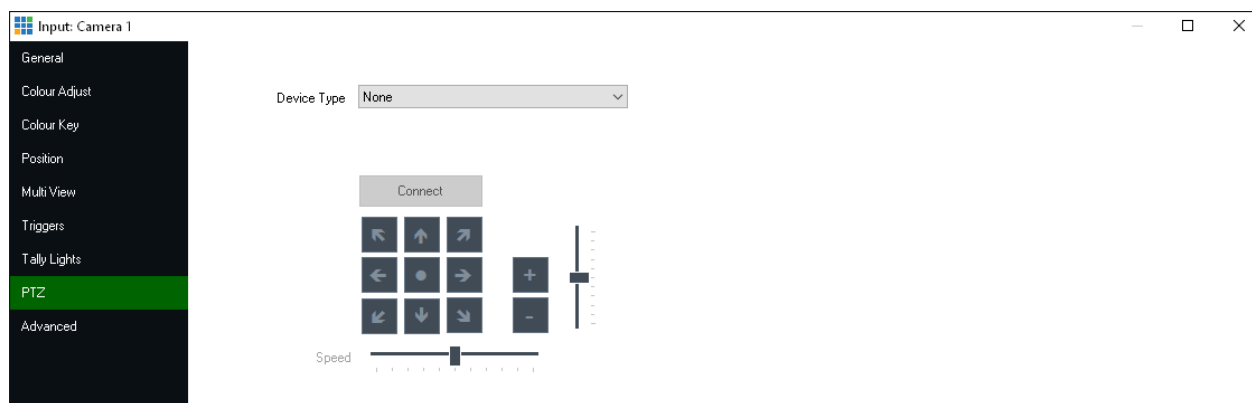 Input: Camera 1
General
Colour Adjust
Colour Key
Position
Multi View
Triggers
Tally Lights
PTZ
Advanced
Device Type None
Connect
+
-
Speed